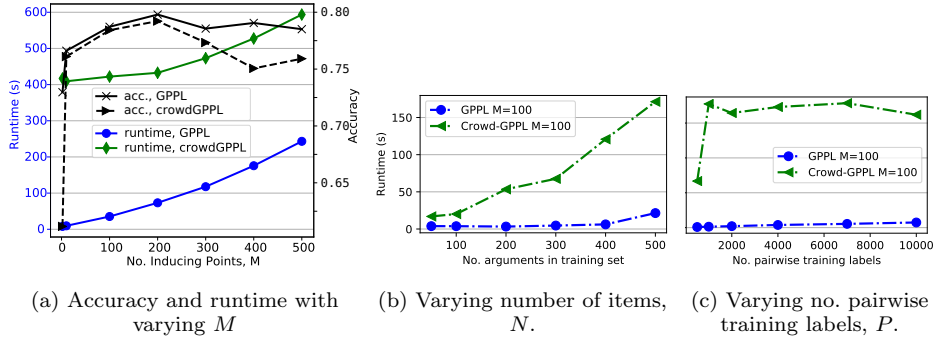 600
500
400
300
200
100
0
Runtime (s)
0.80
0.75
0.70
0.65
Accuracy
acc., GPPL
acc., crowdGPPL
runtime, GPPL
runtime, crowdGPPL
0 100 200 300 400 500
No. Inducing Points, M
150
100
50
0
Runtime (s)
GPPL M=100
Crowd-GPPL M=100
100 200 300 400 500
No. arguments in training set
GPPL M=100
Crowd-GPPL M=100
2000 4000 6000 8000 10000
No. pairwise training labels
(a) Accuracy and runtime with
varying M
(b) Varying number of items,
N.
(c) Varying no. pairwise
training labels, P.